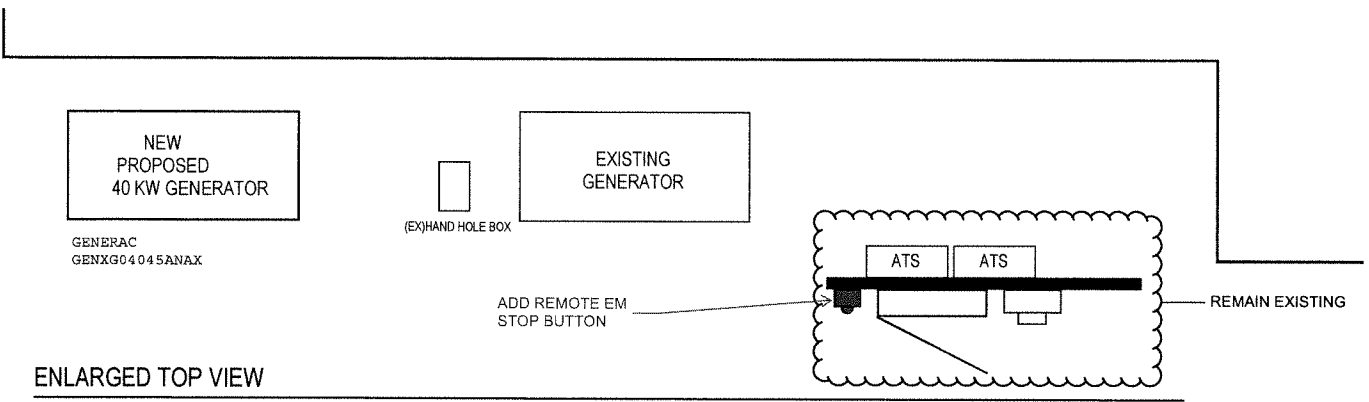 NEW
PROPOSED
40 KW GENERATOR
GENERAC
GENXG04045ANAX
(EX)HAND HOLE BOX
EXISTING
GENERATOR
ATS
ATS
ADD REMOTE EM
STOP BUTTON
REMAIN EXISTING
ENLARGED TOP VIEW